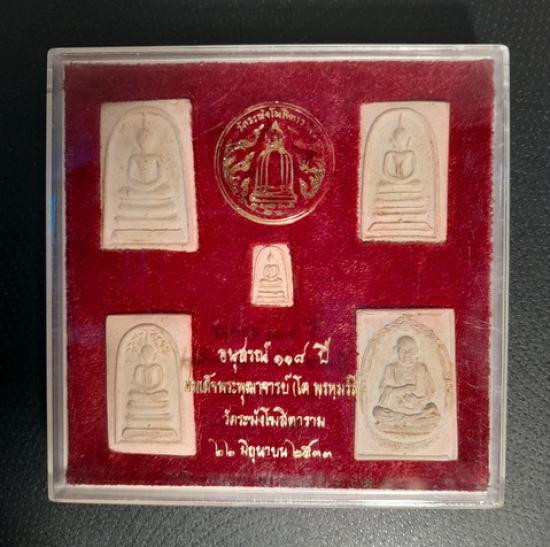 วัดระฆังโฆสิตาราม
อนุสรณ์ ๑๑๘ ปี
สมเด็จพระพุฒาจารย์ (โต พฺรหฺมรํสี
วัดระฆังโฆสิตาราม
๒๒ มิถุนายน ๒๕๓๓